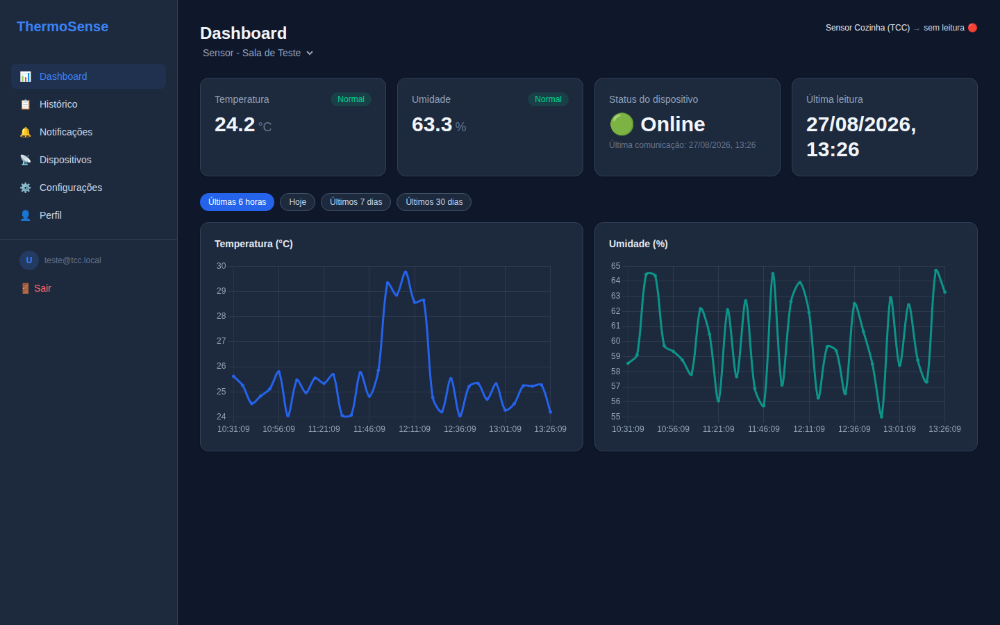 ThermoSense
Dashboard
Histórico
Notificações
Dispositivos
Configurações
Perfil
U teste@tcc.local
Sair
Dashboard
Sensor - Sala de Teste
Sensor Cozinha (TCC) → sem leitura
Temperatura Normal
24.2 °C
Umidade Normal
63.3 %
Status do dispositivo
Online
Última comunicação: 27/08/2026, 13:26
Última leitura
27/08/2026,
13:26
Últimas 6 horas Hoje Últimos 7 dias Últimos 30 dias
Temperatura (°C)
30
29
28
27
26
25
24
10:31:09 10:56:09 11:21:09 11:46:09 12:11:09 12:36:09 13:01:09 13:26:09
Umidade (%)
65
64
63
62
61
60
59
58
57
56
55
10:31:09 10:56:09 11:21:09 11:46:09 12:11:09 12:36:09 13:01:09 13:26:09